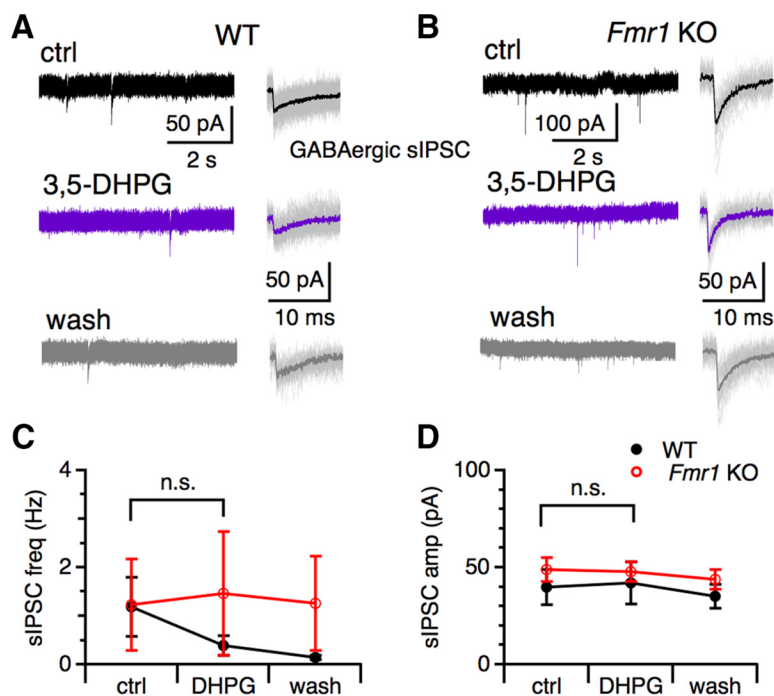 A
WT
ctrl
50 pA
2 s
GABAergic sIPSC
3,5-DHPG
50 pA
10 ms
wash
B
Fmr1 KO
ctrl
100 pA
2 s
3,5-DHPG
50 pA
10 ms
wash
C
sIPSC freq (Hz)
4
2
0
n.s.
ctrl
DHPG
wash
D
WT
Fmr1 KO
sIPSC amp (pA)
100
50
0
n.s.
ctrl
DHPG
wash